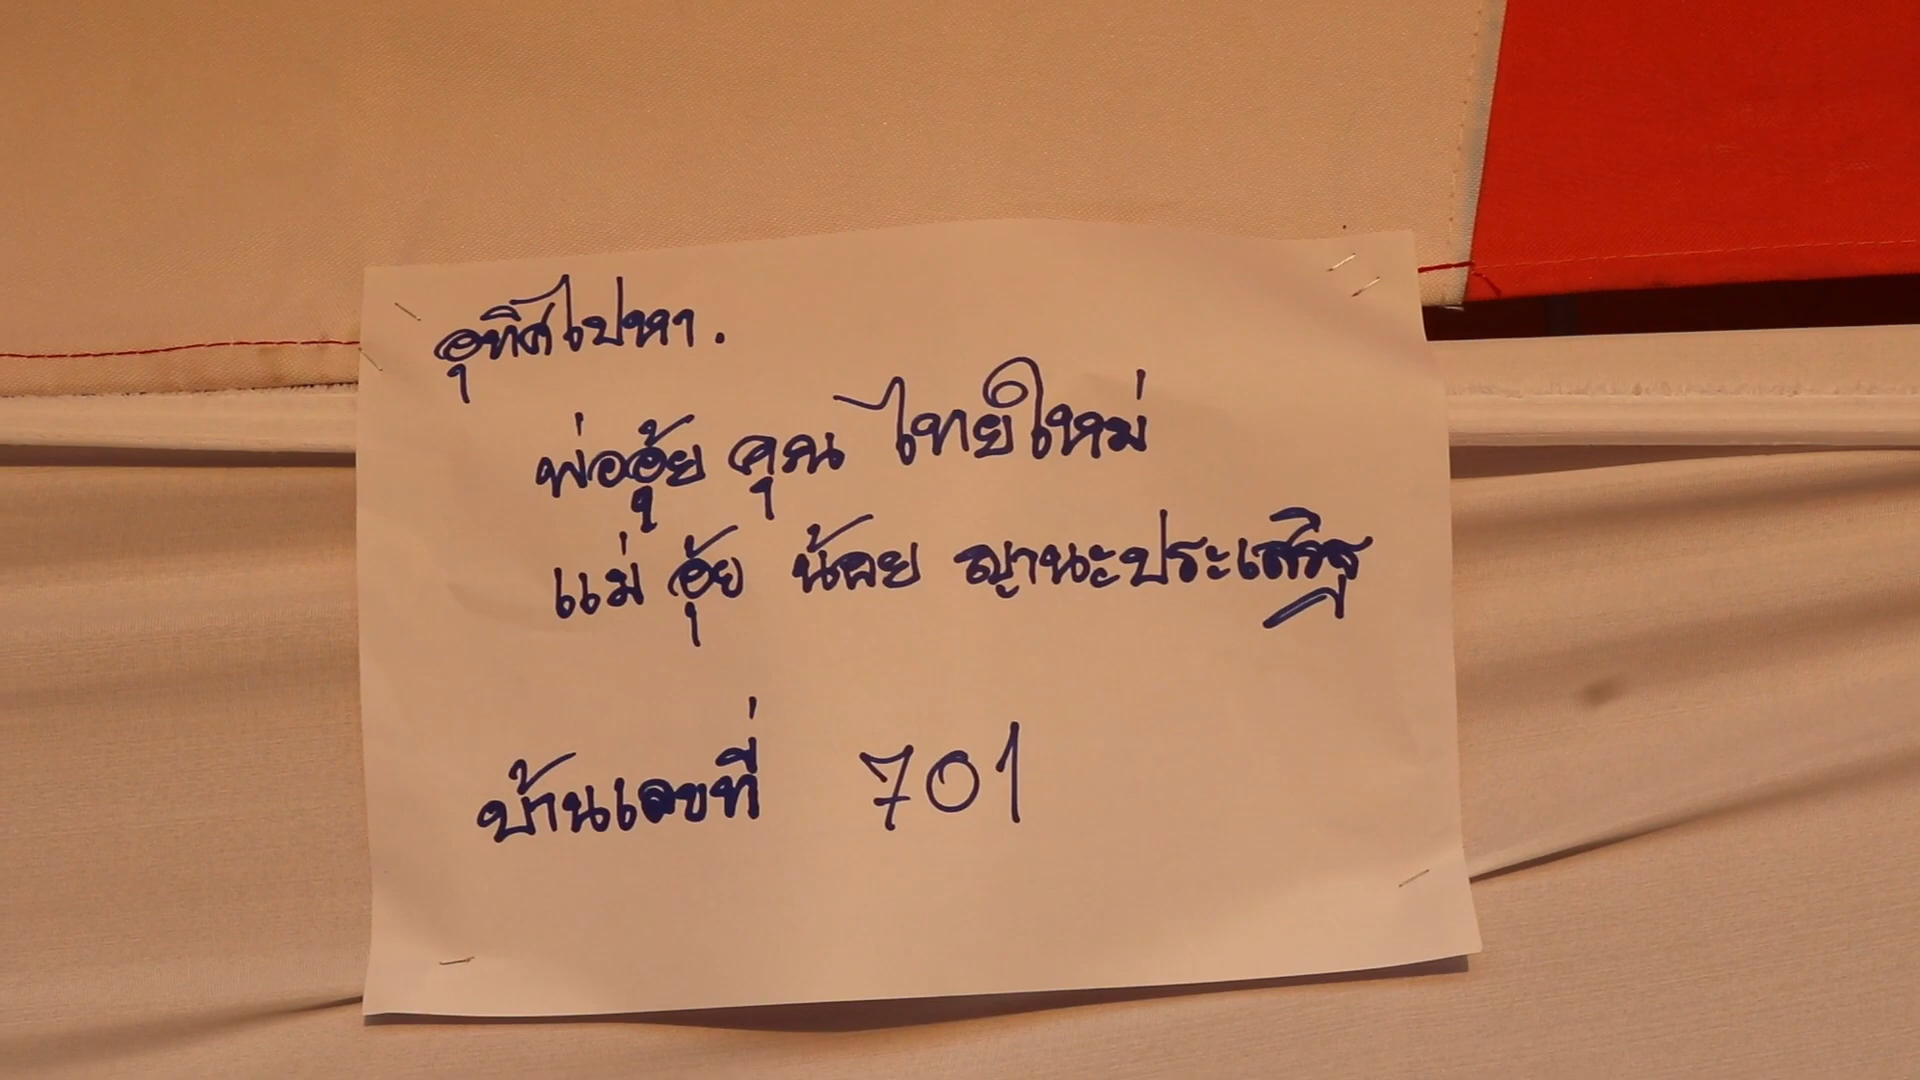 อุทิศไปหา.
พ่ออุ้ย คุณ ไทยใหม่
แม่ อุ้ย น้อย ญานะประเสริฐ
บ้านเลขที่ 701